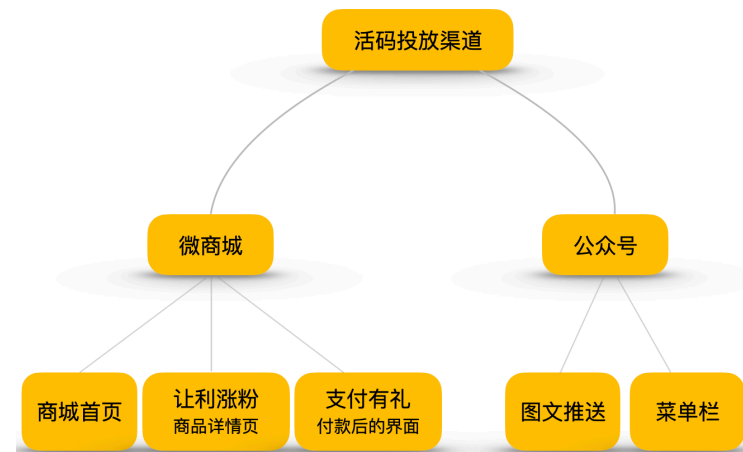 活码投放渠道
微商城
公众号
商城首页
让利涨粉
商品详情页
支付有礼
付款后的界面
图文推送
菜单栏